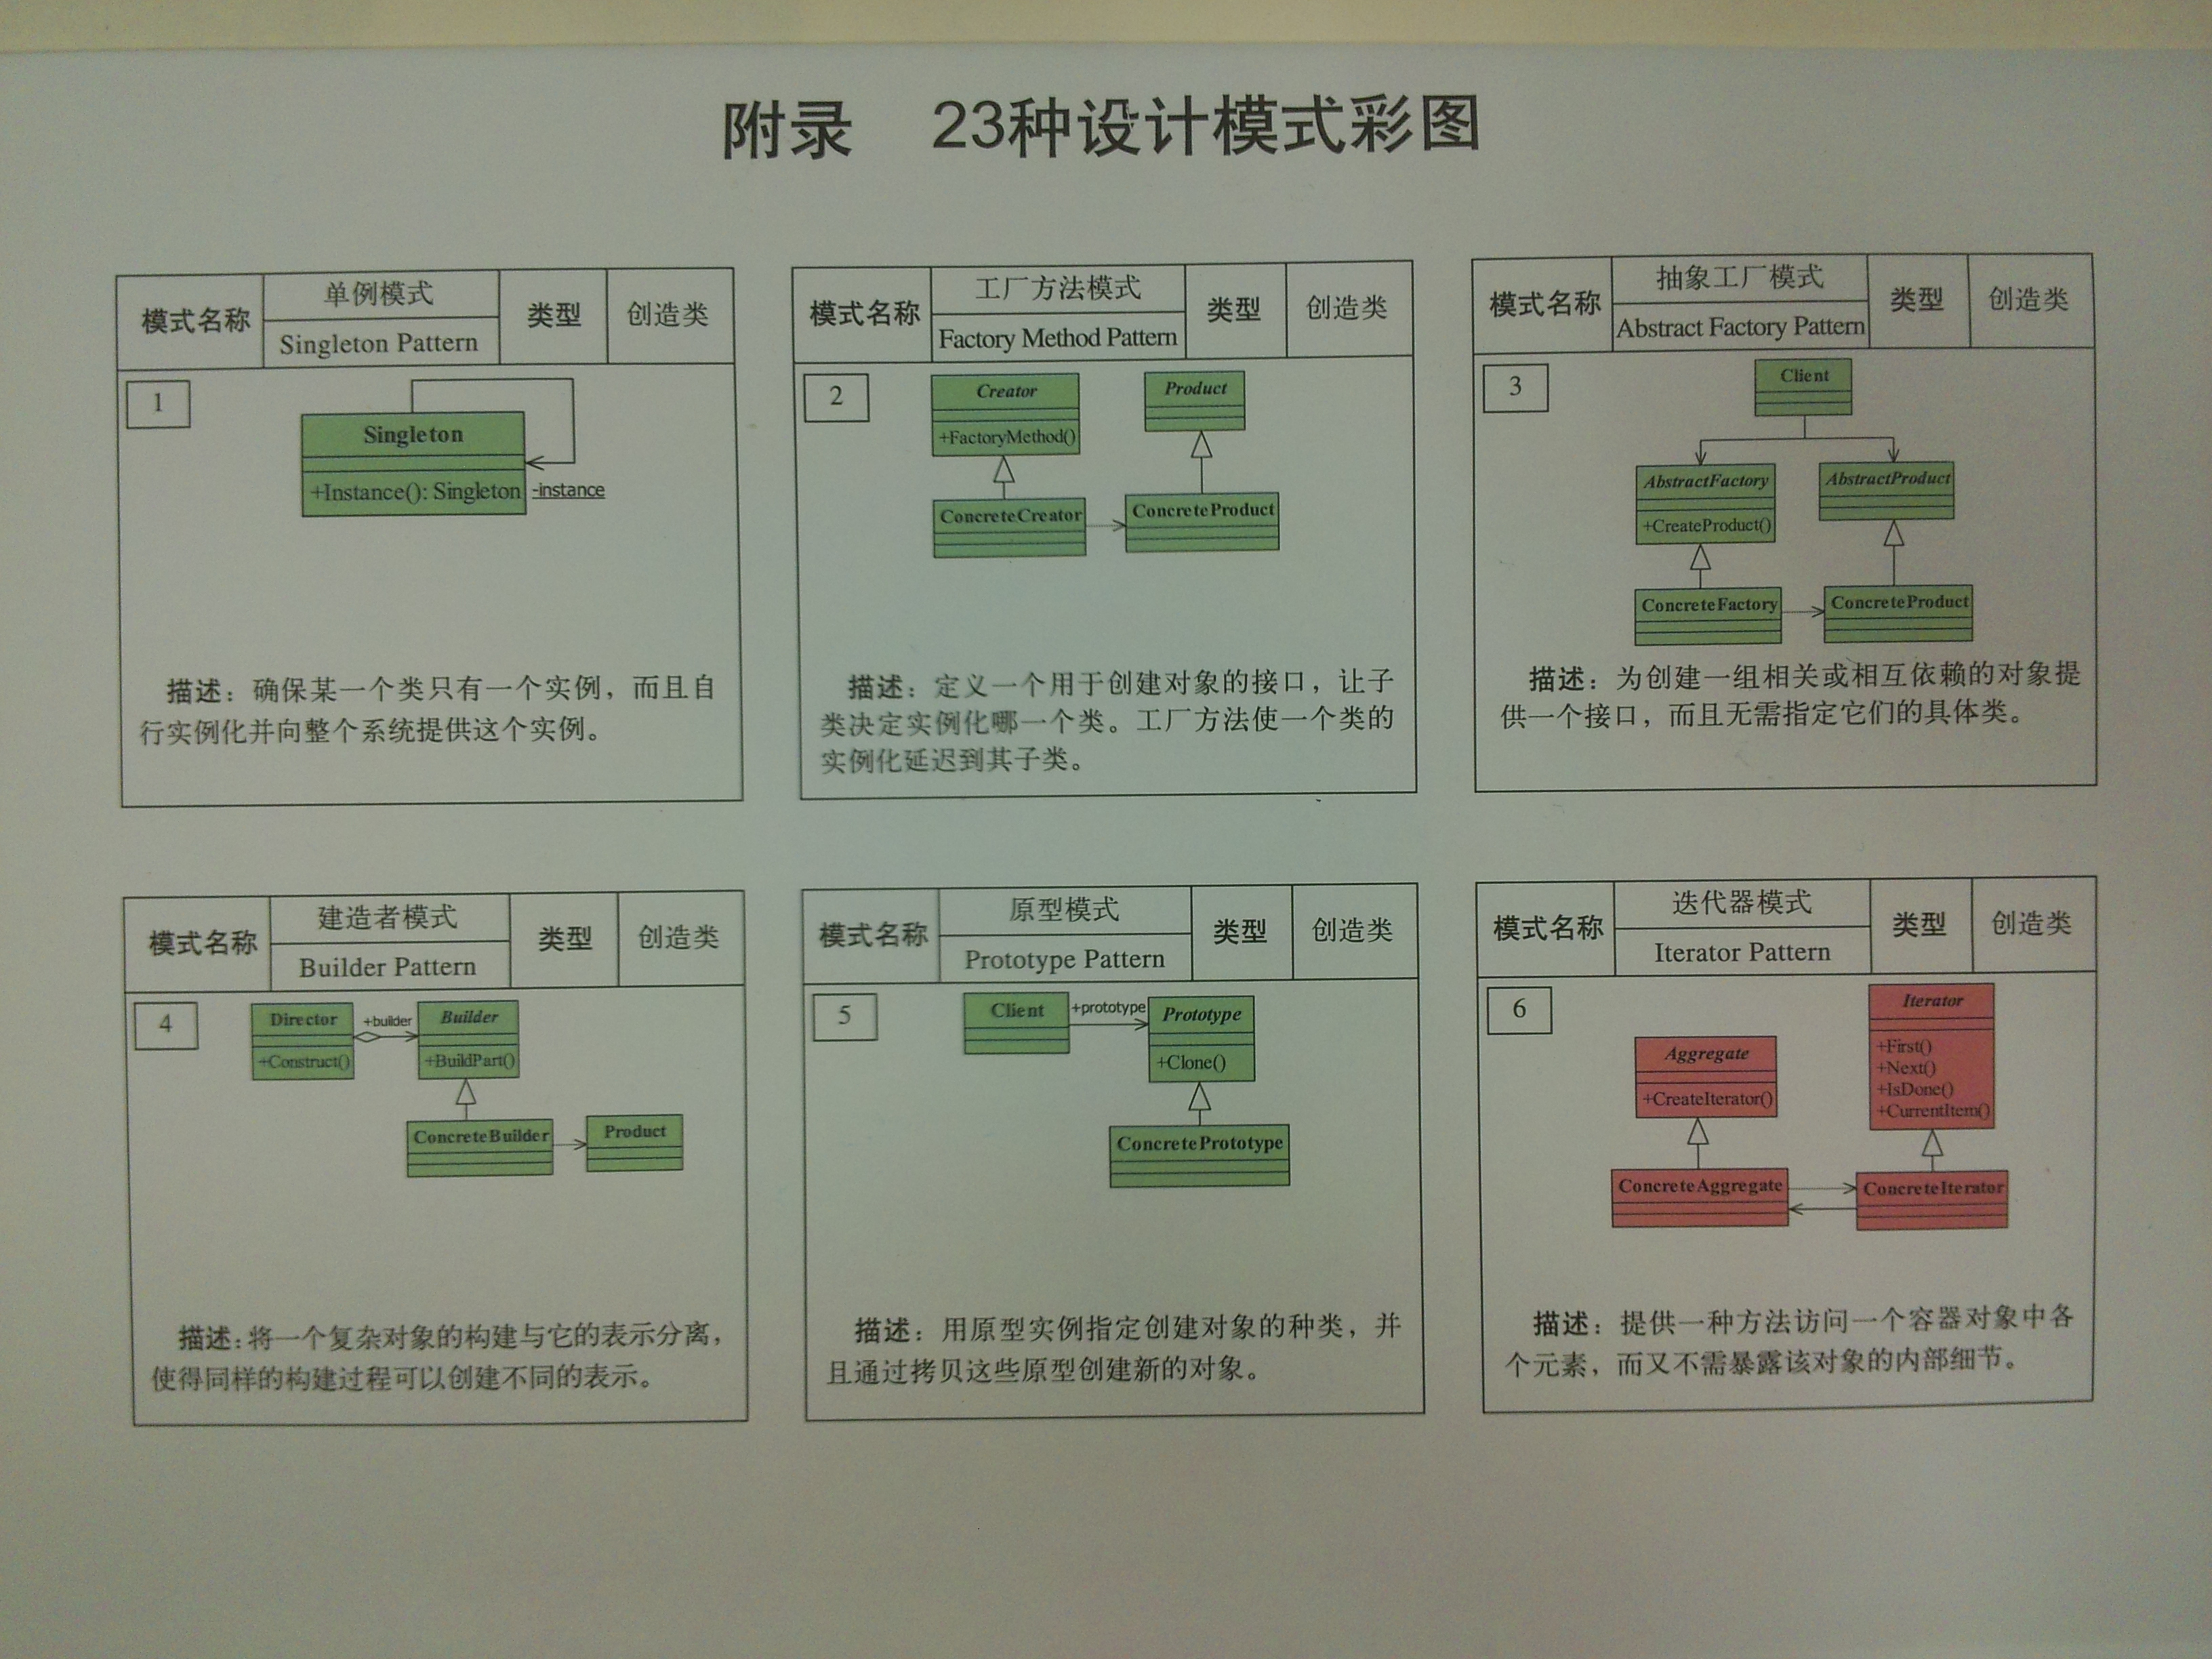 附录 23种设计模式彩图
模式名称 单例模式 类型 创造类
Singleton Pattern
1
Singleton
+Instance(): Singleton
-instance
描述：确保某一个类只有一个实例，而且自
行实例化并向整个系统提供这个实例。
模式名称 工厂方法模式 类型 创造类
Factory Method Pattern
2
Creator
+FactoryMethod()
Product
ConcreteCreator
ConcreteProduct
描述：定义一个用于创建对象的接口，让子
类决定实例化哪一个类。工厂方法使一个类的
实例化延迟到其子类。
模式名称 抽象工厂模式 类型 创造类
Abstract Factory Pattern
3
Client
AbstractFactory
+CreateProduct()
AbstractProduct
ConcreteFactory
ConcreteProduct
描述：为创建一组相关或相互依赖的对象提
供一个接口，而且无需指定它们的具体类。
模式名称 建造者模式 类型 创造类
Builder Pattern
4
Director
+Construct()
+builder
Builder
+BuildPart()
ConcreteBuilder
Product
描述：将一个复杂对象的构建与它的表示分离，
使得同样的构建过程可以创建不同的表示。
模式名称 原型模式 类型 创造类
Prototype Pattern
5
Client
+prototype
Prototype
+Clone()
ConcretePrototype
描述：用原型实例指定创建对象的种类，并
且通过拷贝这些原型创建新的对象。
模式名称 迭代器模式 类型 创造类
Iterator Pattern
6
Iterator
+First()
+Next()
+IsDone()
+CurrentItem()
Aggregate
+CreateIterator()
ConcreteAggregate
ConcreteIterator
描述：提供一种方法访问一个容器对象中各
个元素，而又不需暴露该对象的内部细节。